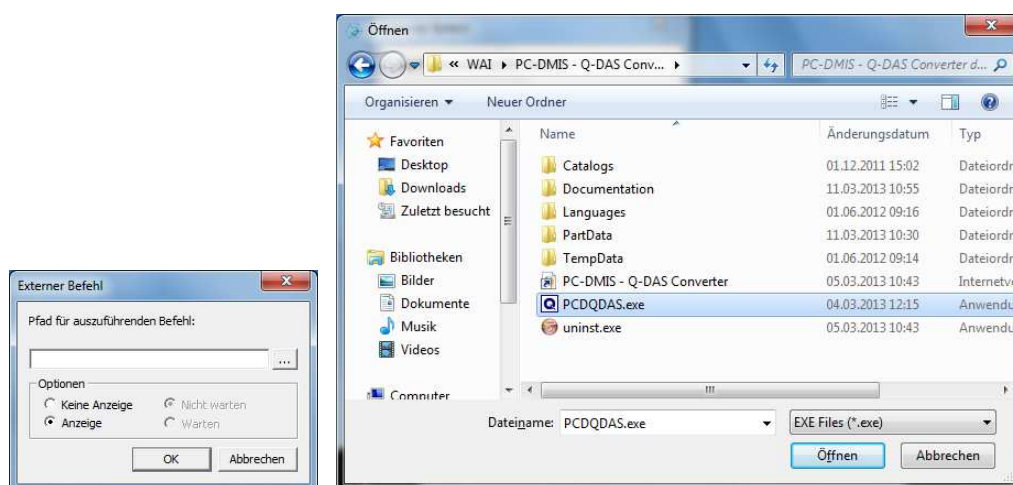 Externer Befehl
Pfad für auszuführenden Befehl:
...
Optionen
Keine Anzeige
Nicht warten
Anzeige
Warten
OK
Abbrechen
Öffnen
« WAI ▸ PC-DMIS - Q-DAS Conv... ▸
PC-DMIS - Q-DAS Converter d...
Organisieren
Neuer Ordner
Name Änderungsdatum Typ
Favoriten
Desktop
Downloads
Zuletzt besucht
Bibliotheken
Bilder
Dokumente
Musik
Videos
Computer
Catalogs 01.12.2011 15:02 Dateiordr
Documentation 11.03.2013 10:55 Dateiordr
Languages 01.06.2012 09:16 Dateiordr
PartData 11.03.2013 10:30 Dateiordr
TempData 01.06.2012 09:14 Dateiordr
PC-DMIS - Q-DAS Converter 05.03.2013 10:43 Internetve
PCDQDAS.exe 04.03.2013 12:15 Anwendu
uninst.exe 05.03.2013 10:43 Anwendu
Dateiname: PCDQDAS.exe
EXE Files (*.exe)
Öffnen
Abbrechen